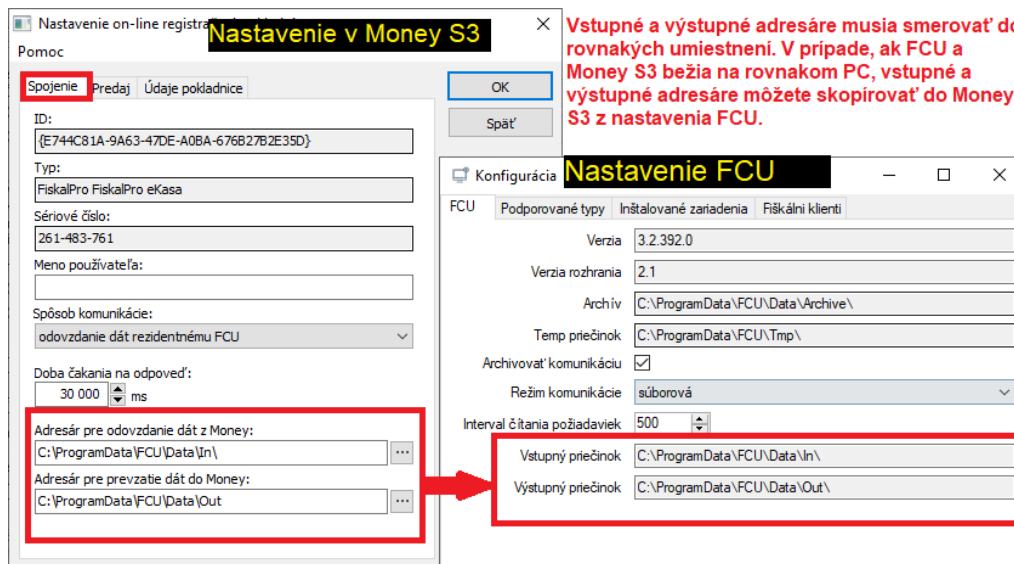 Nastavenie on-line registra
Nastavenie v Money S3
Pomoc
Spojenie
Predaj
Údaje pokladnice
OK
Späť
ID:
{E744C81A-9A63-47DE-A0BA-676B27B2E35D}
Typ:
FiskalPro FiskalPro eKasa
Sériové číslo:
261-483-761
Meno používateľa:
Spôsob komunikácie:
odovzdanie dát rezidentnému FCU
Doba čakania na odpoveď:
30 000 ms
Adresár pre odovzdanie dát z Money:
C:\ProgramData\FCU\Data\In\
...
Adresár pre prevzatie dát do Money:
C:\ProgramData\FCU\Data\Out
...
Vstupné a výstupné adresáre musia smerovať do
rovnakých umiestnení. V prípade, ak FCU a
Money S3 bežia na rovnakom PC, vstupné a
výstupné adresáre môžete skopírovať do Money
S3 z nastavenia FCU.
Konfigurácia
Nastavenie FCU
FCU
Podporované typy
Inštalované zariadenia
Fiškálni klienti
Verzia 3.2.392.0
Verzia rozhrania 2.1
Archív C:\ProgramData\FCU\Data\Archive\
Temp priečinok C:\ProgramData\FCU\Tmp\
Archivovať komunikáciu
Režim komunikácie súborová
Interval čítania požiadaviek 500
Vstupný priečinok C:\ProgramData\FCU\Data\In\
Výstupný priečinok C:\ProgramData\FCU\Data\Out\